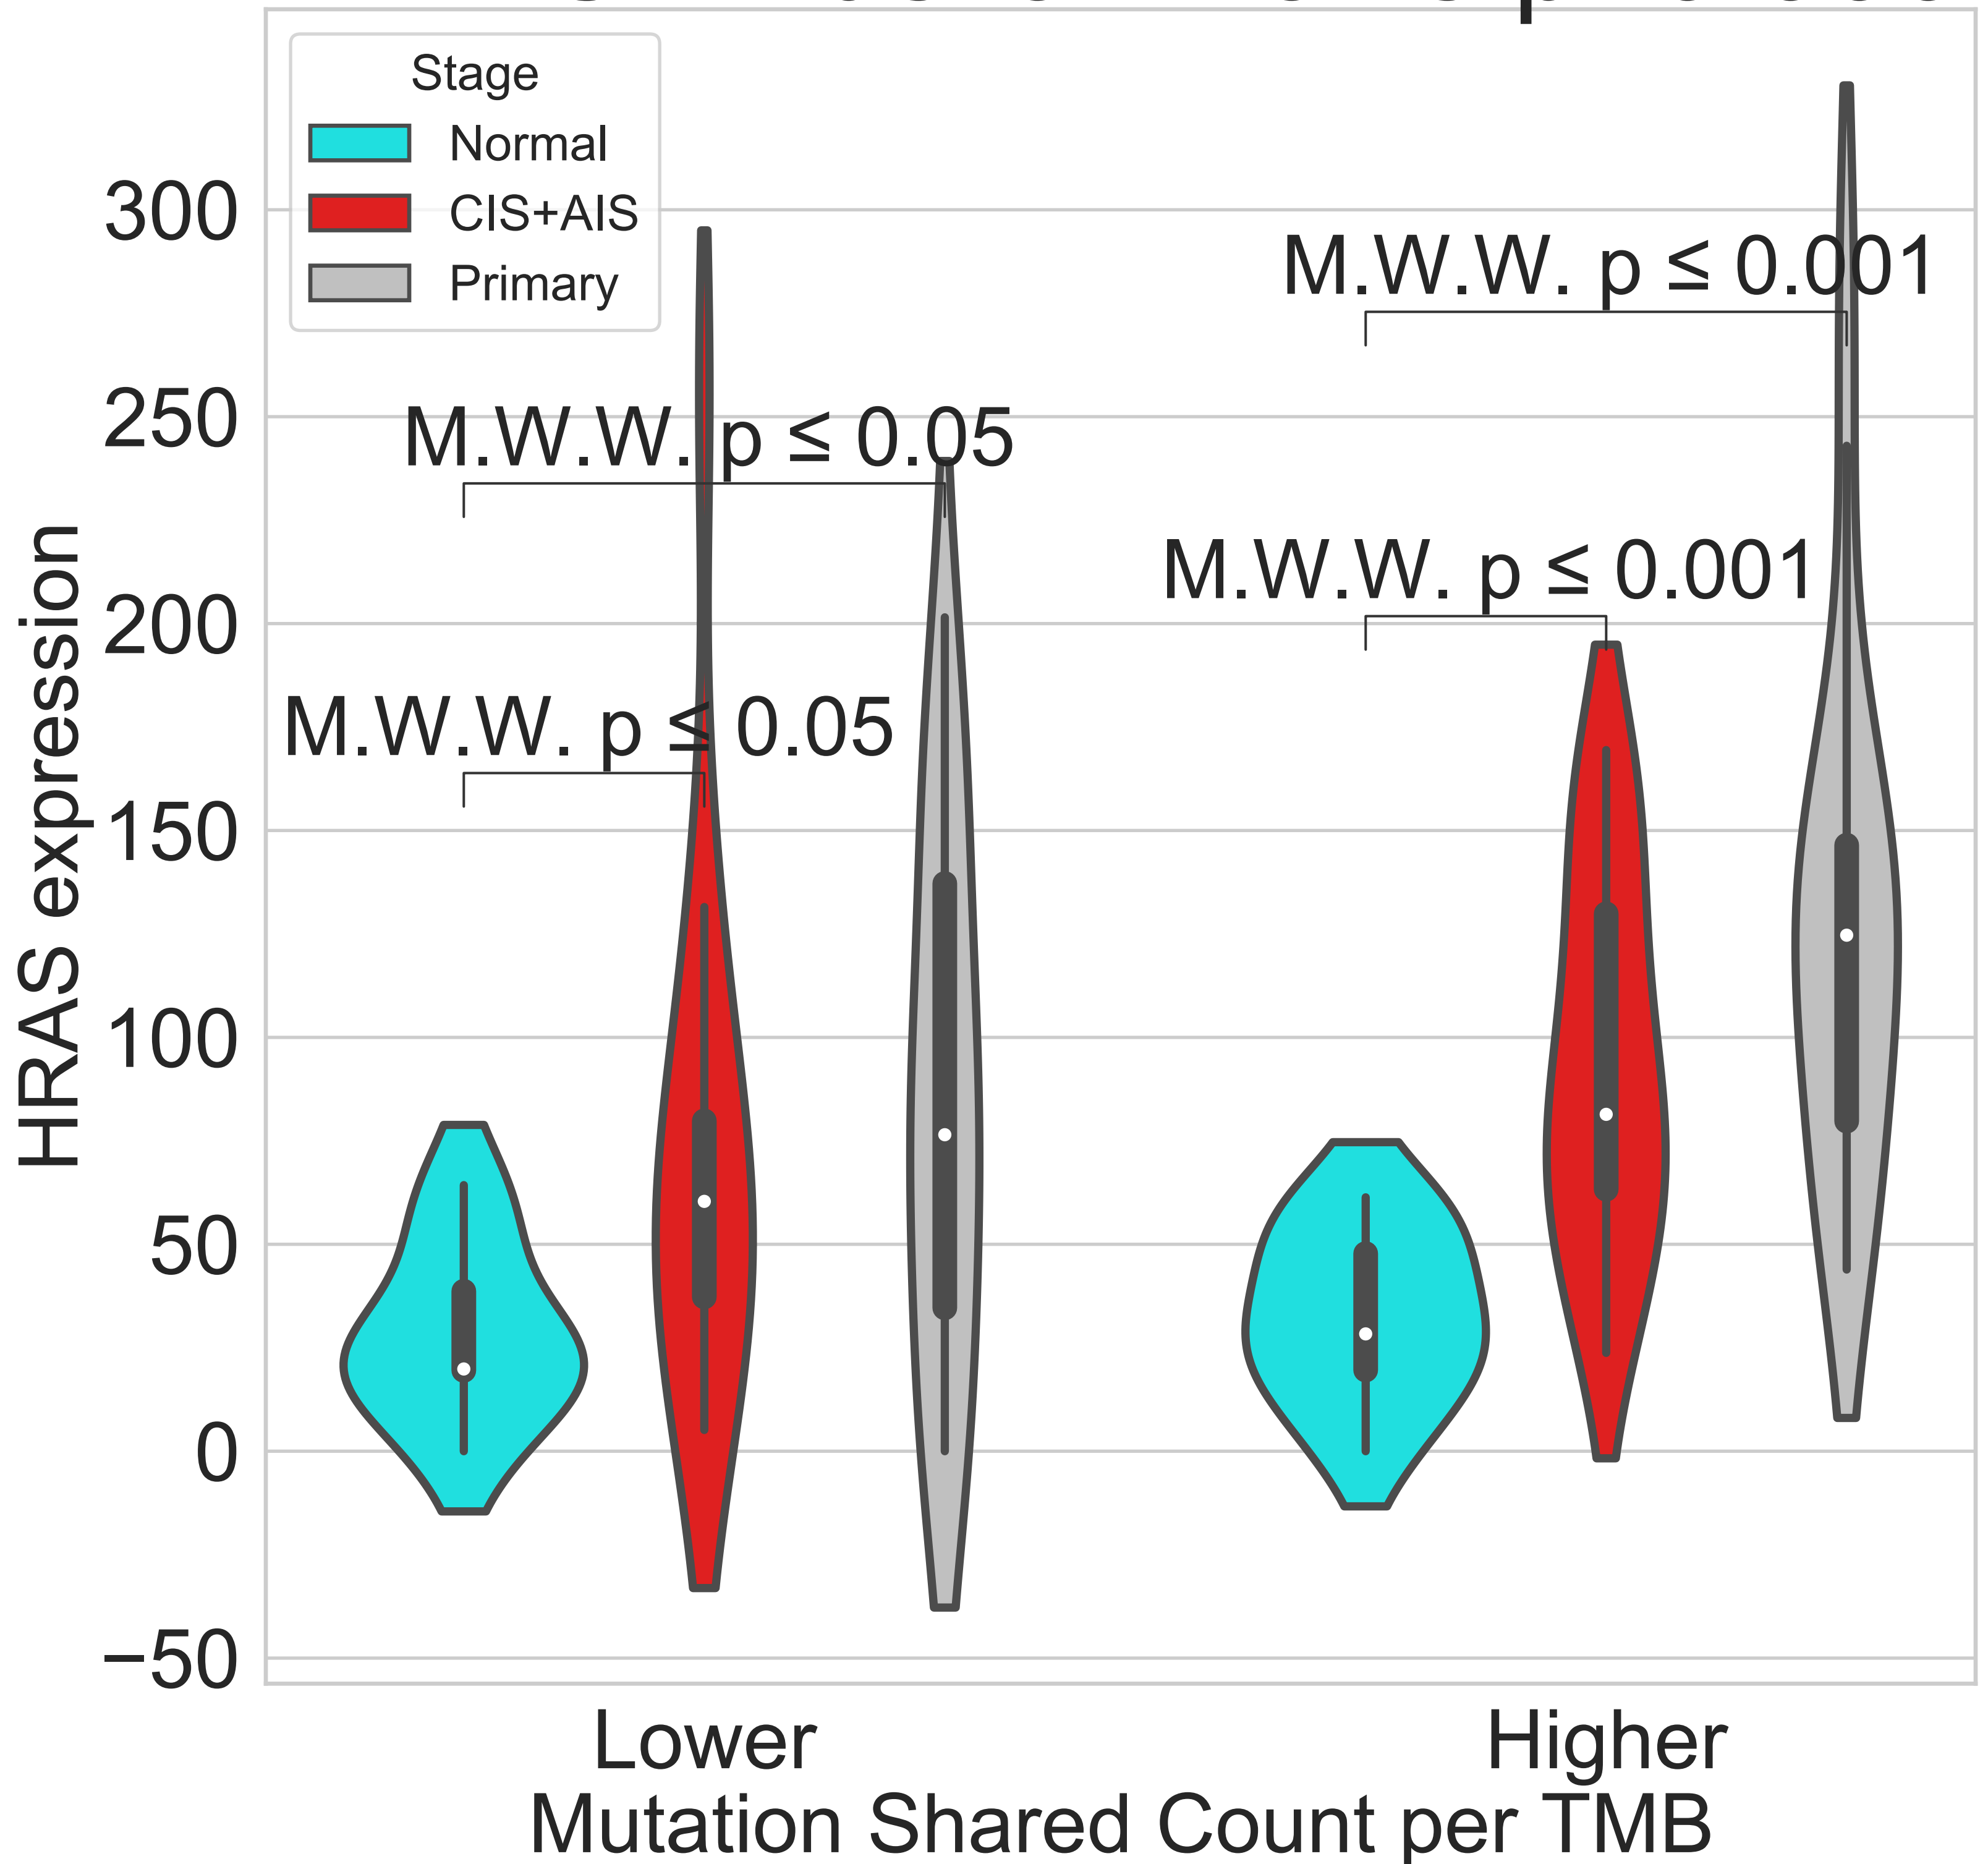 Stage
Normal
CIS+AIS
Primary
300
250
200
150
100
50
0
−50
HRAS expression
M.W.W. p ≤ 0.001
M.W.W. p ≤ 0.05
M.W.W. p ≤ 0.001
M.W.W. p ≤ 0.05
Lower
Higher
Mutation Shared Count per TMB